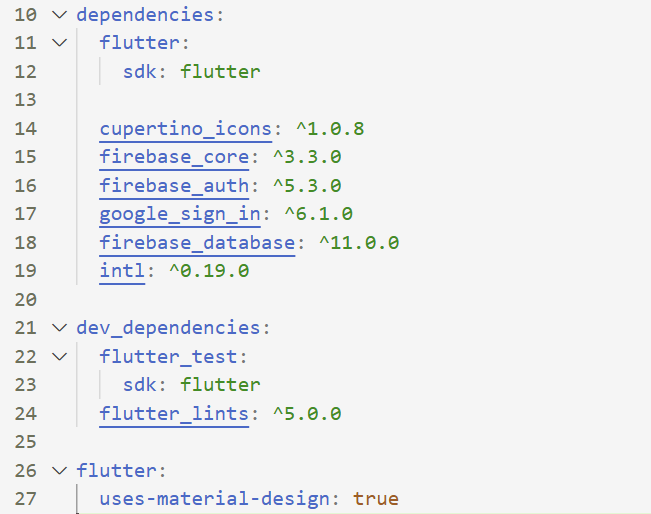 10 dependencies:
11 flutter:
12 sdk: flutter
13
14 cupertino_icons: ^1.0.8
15 firebase_core: ^3.3.0
16 firebase_auth: ^5.3.0
17 google_sign_in: ^6.1.0
18 firebase_database: ^11.0.0
19 intl: ^0.19.0
20
21 dev_dependencies:
22 flutter_test:
23 sdk: flutter
24 flutter_lints: ^5.0.0
25
26 flutter:
27 uses-material-design: true